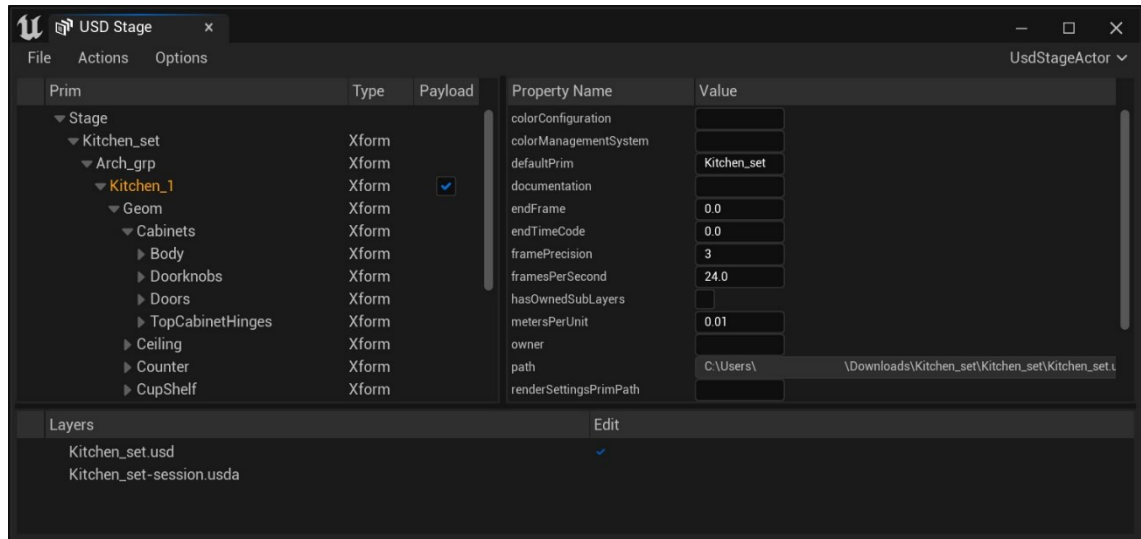 USD Stage
File Actions Options UsdStageActor
Prim Type Payload
Stage
Kitchen_set Xform
Arch_grp Xform
Kitchen_1 Xform
Geom Xform
Cabinets Xform
Body Xform
Doorknobs Xform
Doors Xform
TopCabinetHinges Xform
Ceiling Xform
Counter Xform
CupShelf Xform
Property Name Value
colorConfiguration
colorManagementSystem
defaultPrim Kitchen_set
documentation
endFrame 0.0
endTimeCode 0.0
framePrecision 3
framesPerSecond 24.0
hasOwnedSubLayers
metersPerUnit 0.01
owner
path C:\Users\ \Downloads\Kitchen_set\Kitchen_set\Kitchen_set.u
renderSettingsPrimPath
Layers Edit
Kitchen_set.usd
Kitchen_set-session.usda